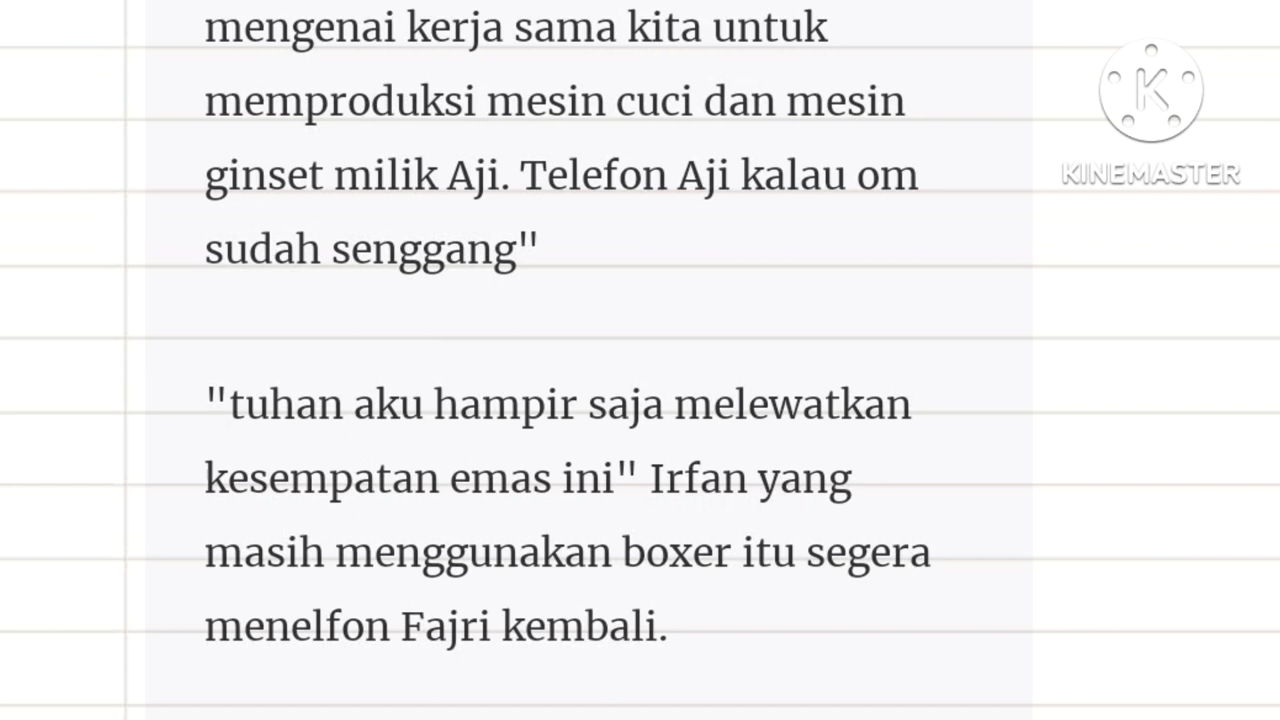 mengenai kerja sama kita untuk
memproduksi mesin cuci dan mesin
ginset milik Aji. Telefon Aji kalau om
sudah senggang"
"tuhan aku hampir saja melewatkan
kesempatan emas ini" Irfan yang
masih menggunakan boxer itu segera
menelfon Fajri kembali.
K
KINEMASTER